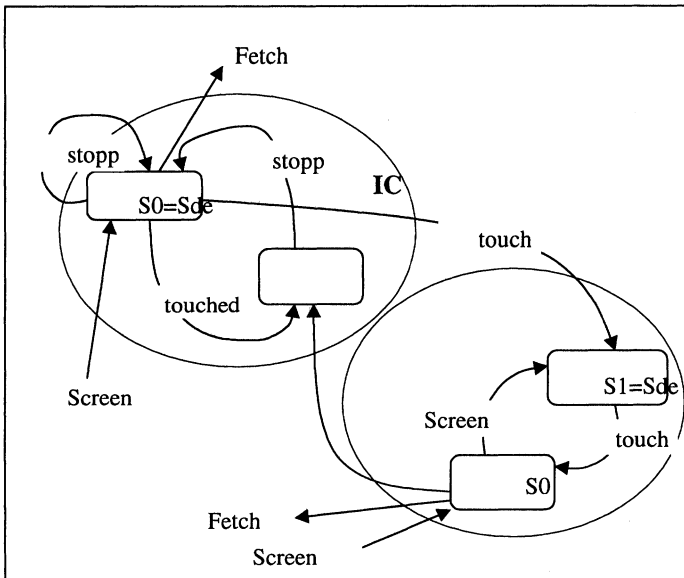 Fetch
stopp
stopp
IC
S0=Sde
touch
touched
Screen
S1=Sde
Screen
touch
S0
Fetch
Screen